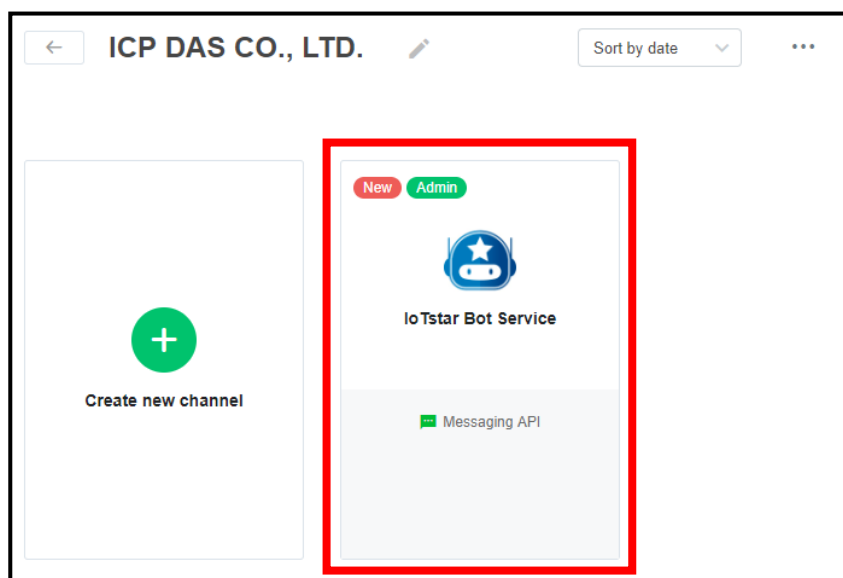 ICP DAS CO., LTD.
Sort by date
New Admin
IoTstar Bot Service
Create new channel
Messaging API